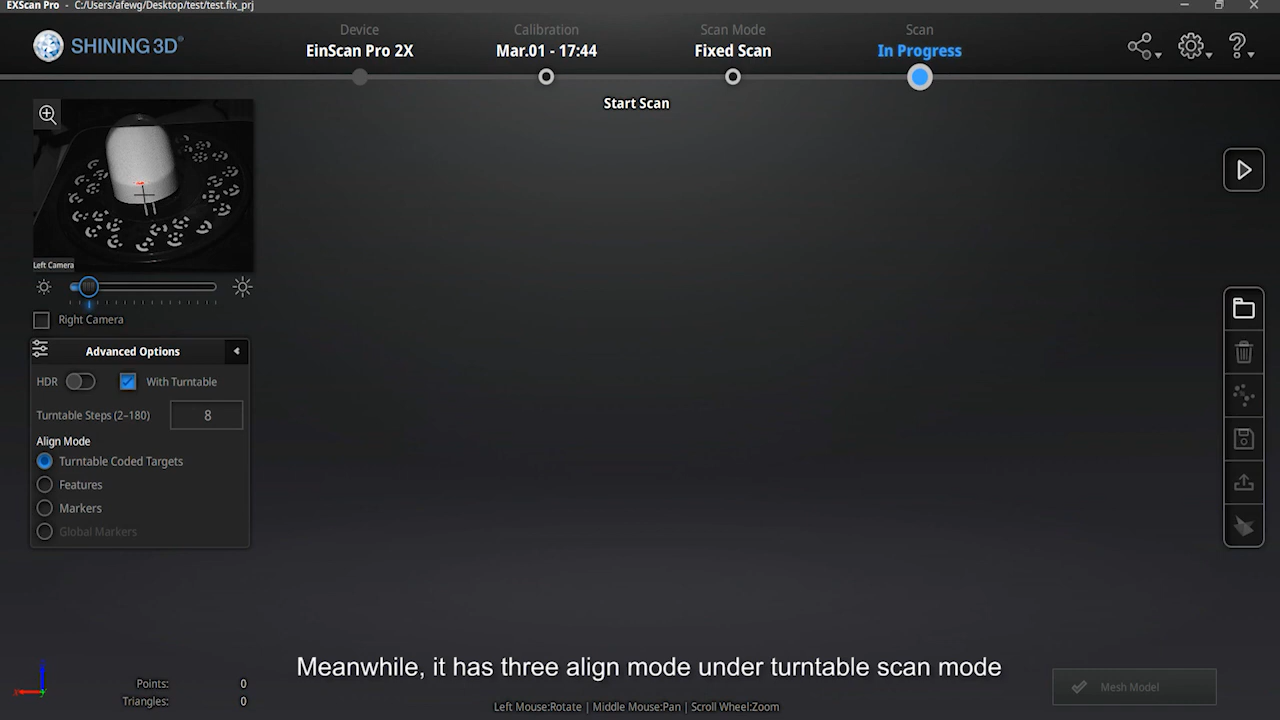 EXScan Pro - C:/Users/afewg/Desktop/test/test.fix_prj
SHINING 3D®
Device
EinScan Pro 2X
Calibration
Mar.01 - 17:44
Scan Mode
Fixed Scan
Scan
In Progress
Start Scan
Left Camera
Right Camera
Advanced Options
HDR
With Turntable
Turntable Steps (2–180)
8
Align Mode
Turntable Coded Targets
Features
Markers
Global Markers
Meanwhile, it has three align mode under turntable scan mode
Points: 0
Triangles: 0
Mesh Model
Left Mouse:Rotate | Middle Mouse:Pan | Scroll Wheel:Zoom